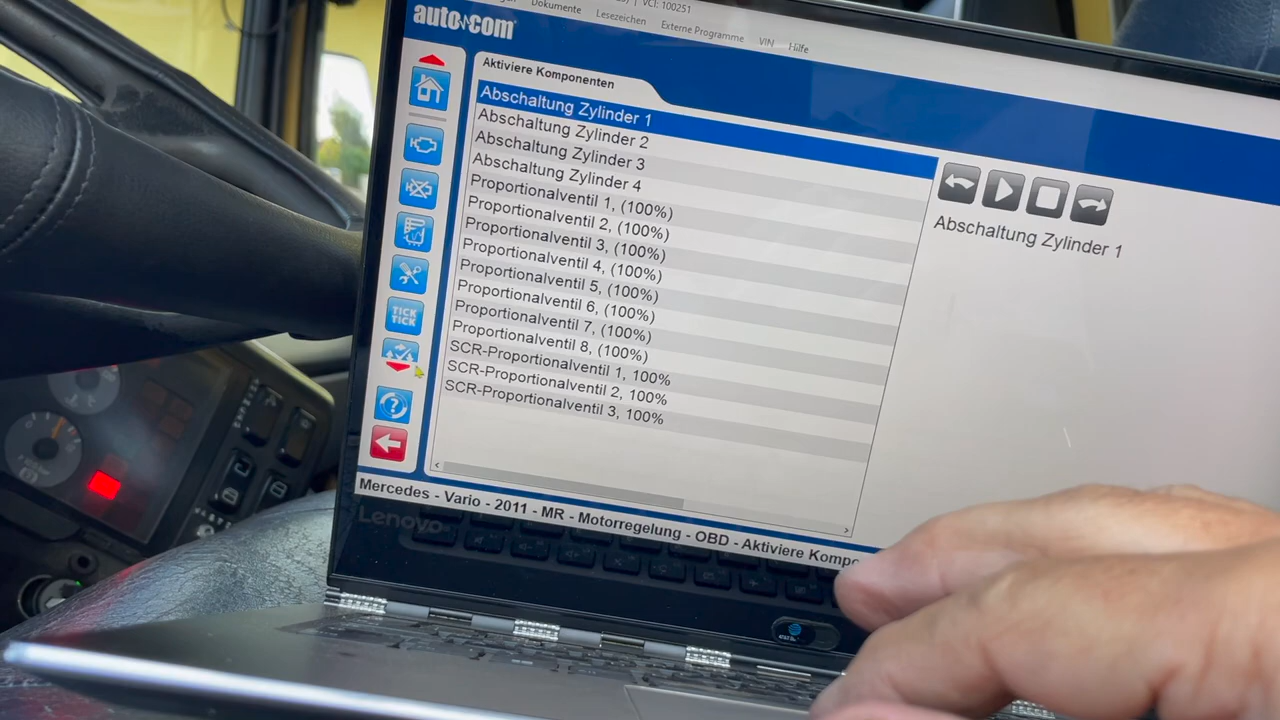 VCI: 100251
Dokumente Lesezeichen Externe Programme VIN Hilfe
auto com
Aktiviere Komponenten
Abschaltung Zylinder 1
Abschaltung Zylinder 2
Abschaltung Zylinder 3
Abschaltung Zylinder 4
Proportionalventil 1, (100%)
Proportionalventil 2, (100%)
Proportionalventil 3, (100%)
Proportionalventil 4, (100%)
Proportionalventil 5, (100%)
Proportionalventil 6, (100%)
Proportionalventil 7, (100%)
Proportionalventil 8, (100%)
SCR-Proportionalventil 1, 100%
SCR-Proportionalventil 2, 100%
SCR-Proportionalventil 3, 100%
Abschaltung Zylinder 1
TICK
TICK
Mercedes - Vario - 2011 - MR - Motorregelung - OBD - Aktiviere Kompo
Lenovo